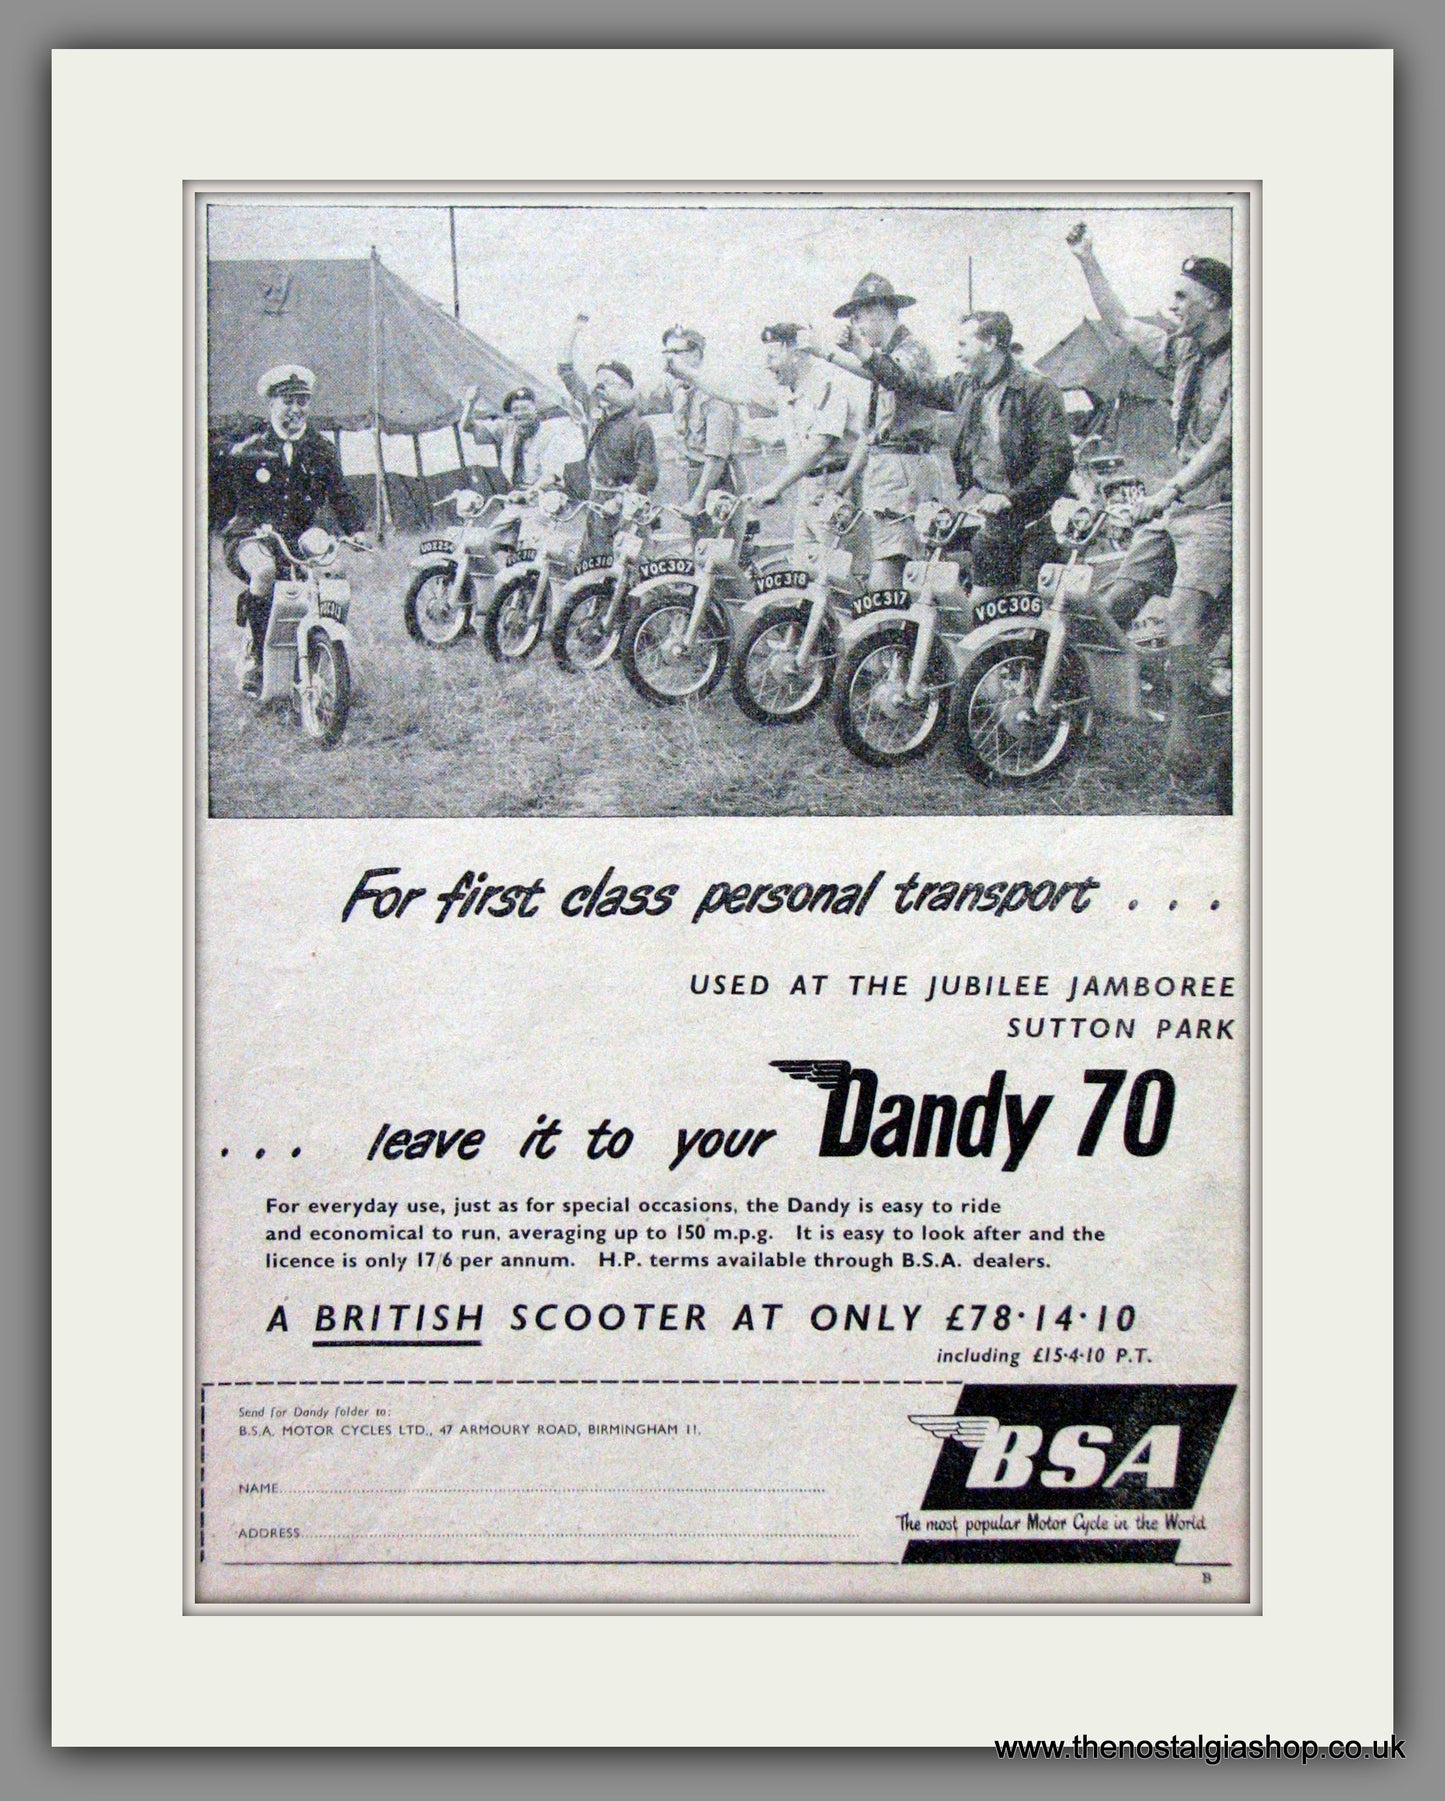 VOC310
VOC307
VOC318
VOC317
VOC306
For first class personal transport . . .
USED AT THE JUBILEE JAMBOREE
SUTTON PARK
. . . leave it to your Dandy 70
For everyday use, just as for special occasions, the Dandy is easy to ride
and economical to run, averaging up to 150 m.p.g. It is easy to look after and the
licence is only 17/6 per annum. H.P. terms available through B.S.A. dealers.
A BRITISH SCOOTER AT ONLY £78·14·10
including £15·4·10 P.T.
Send for Dandy folder to:
B.S.A. MOTOR CYCLES LTD., 47 ARMOURY ROAD, BIRMINGHAM 11.
NAME
ADDRESS
BSA
The most popular Motor Cycle in the World
B
www.thenostalgiashop.co.uk